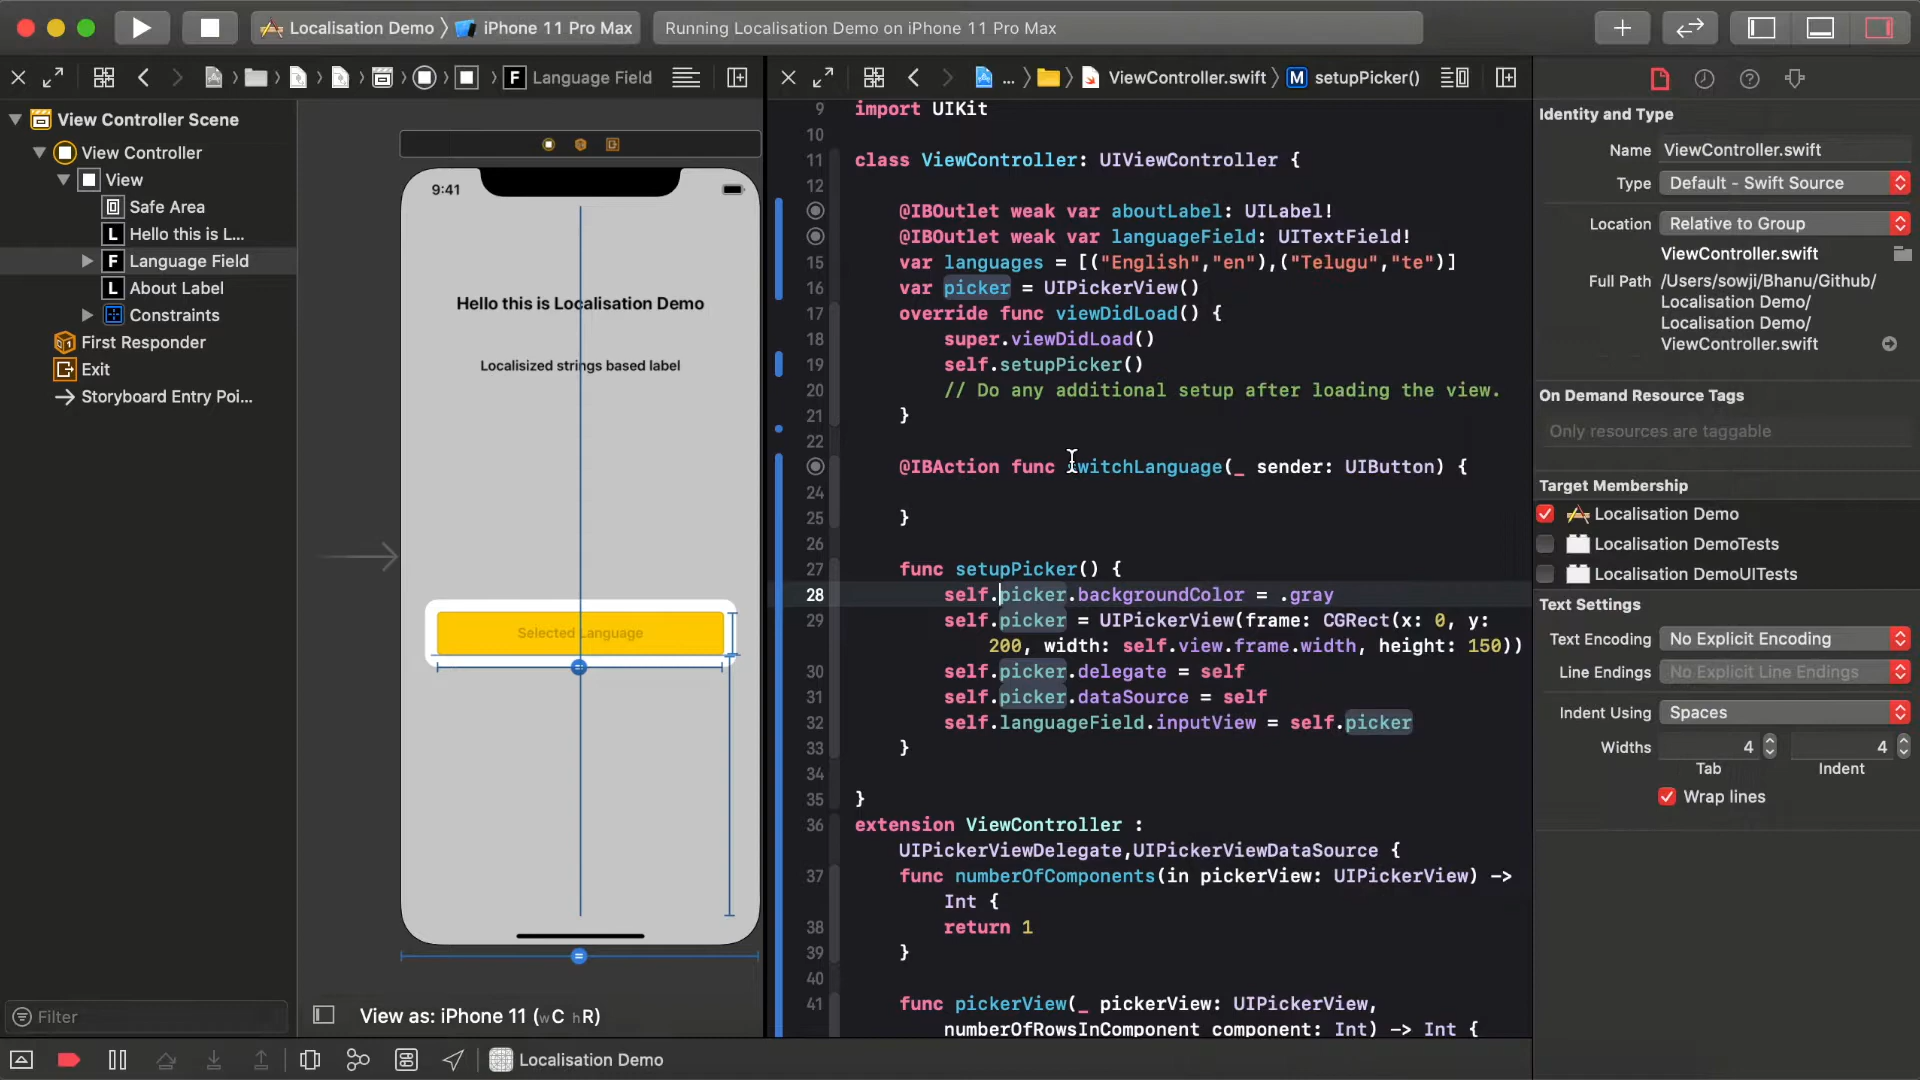 Localisation Demo
iPhone 11 Pro Max
Running Localisation Demo on iPhone 11 Pro Max
F Language Field
...
ViewController.swift
M setupPicker()
View Controller Scene
View Controller
View
Safe Area
L Hello this is L...
F Language Field
L About Label
Constraints
First Responder
Exit
Storyboard Entry Poi...
Filter
9:41
Hello this is Localisation Demo
Localisized strings based label
Selected Language
View as: iPhone 11 (wC hR)
9 import UIKit
10
11 class ViewController: UIViewController {
12
@IBOutlet weak var aboutLabel: UILabel!
@IBOutlet weak var languageField: UITextField!
15 var languages = [("English","en"),("Telugu","te")]
16 var picker = UIPickerView()
17 override func viewDidLoad() {
18 super.viewDidLoad()
19 self.setupPicker()
20 // Do any additional setup after loading the view.
21 }
22
@IBAction func switchLanguage(_ sender: UIButton) {
24
25 }
26
27 func setupPicker() {
28 self.picker.backgroundColor = .gray
29 self.picker = UIPickerView(frame: CGRect(x: 0, y:
200, width: self.view.frame.width, height: 150))
30 self.picker.delegate = self
31 self.picker.dataSource = self
32 self.languageField.inputView = self.picker
33 }
34
35 }
36 extension ViewController :
UIPickerViewDelegate,UIPickerViewDataSource {
37 func numberOfComponents(in pickerView: UIPickerView) ->
Int {
38 return 1
39 }
40
41 func pickerView(_ pickerView: UIPickerView,
numberOfRowsInComponent component: Int) -> Int {
Identity and Type
Name ViewController.swift
Type Default - Swift Source
Location Relative to Group
ViewController.swift
Full Path /Users/sowji/Bhanu/Github/
Localisation Demo/
Localisation Demo/
ViewController.swift
On Demand Resource Tags
Only resources are taggable
Target Membership
Localisation Demo
Localisation DemoTests
Localisation DemoUITests
Text Settings
Text Encoding No Explicit Encoding
Line Endings No Explicit Line Endings
Indent Using Spaces
Widths 4 4
Tab Indent
Wrap lines
Localisation Demo